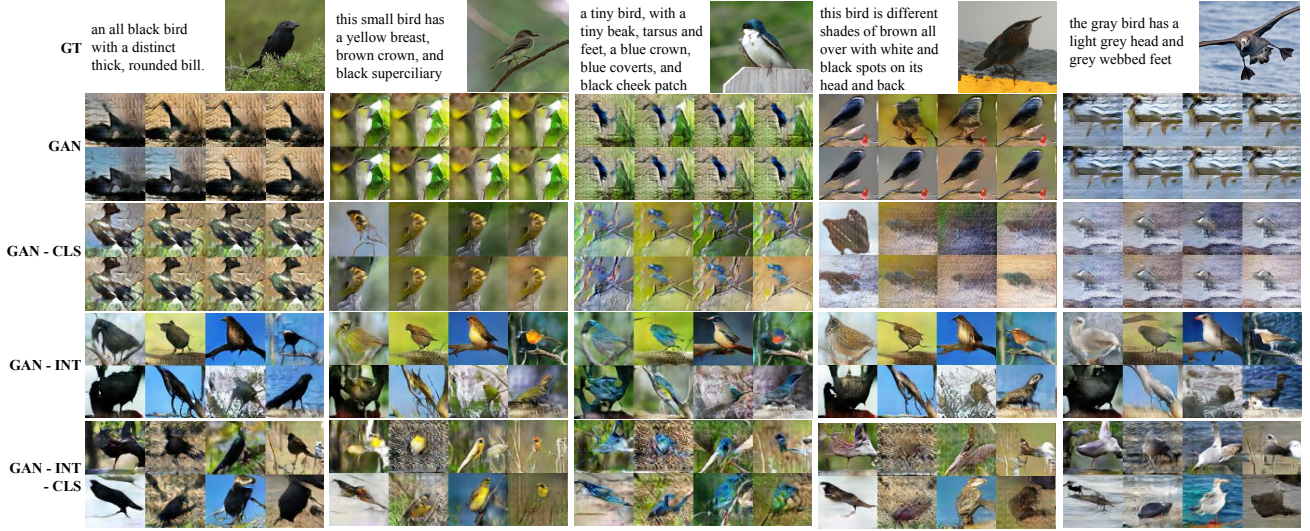 GT
an all black bird
with a distinct
thick, rounded bill.
this small bird has
a yellow breast,
brown crown, and
black superciliary
a tiny bird, with a
tiny beak, tarsus and
feet, a blue crown,
blue coverts, and
black cheek patch
this bird is different
shades of brown all
over with white and
black spots on its
head and back
the gray bird has a
light grey head and
grey webbed feet
GAN
GAN - CLS
GAN - INT
GAN - INT
- CLS